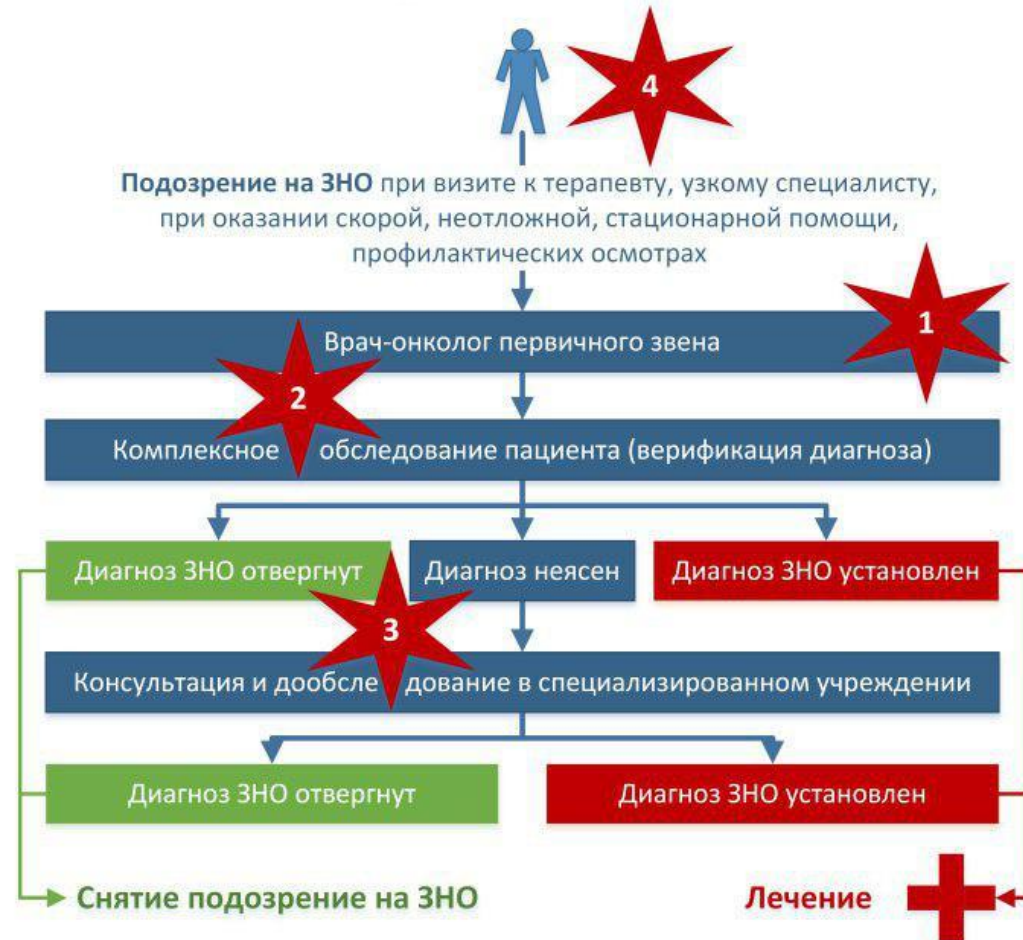 4
Подозрение на ЗНО при визите к терапевту, узкому специалисту,
при оказании скорой, неотложной, стационарной помощи,
профилактических осмотрах
1
Врач-онколог первичного звена
2
Комплексное обследование пациента (верификация диагноза)
Диагноз ЗНО отвергнут
Диагноз неясен
Диагноз ЗНО установлен
3
Консультация и дообсле дование в специализированном учреждении
Диагноз ЗНО отвергнут
Диагноз ЗНО установлен
Снятие подозрение на ЗНО
Лечение